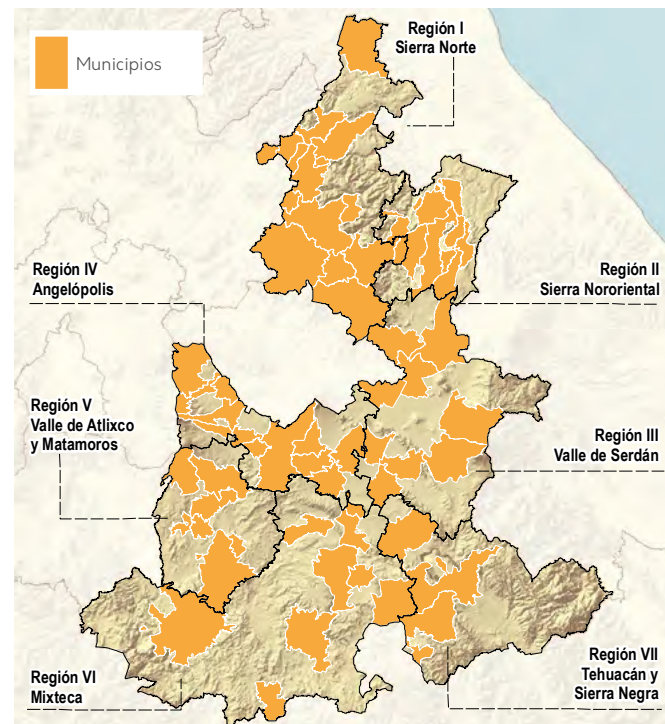 Municipios
Región I
Sierra Norte
Región IV
Angelópolis
Región II
Sierra Nororiental
Región V
Valle de Atlixco
y Matamoros
Región III
Valle de Serdán
Región VI
Mixteca
Región VII
Tehuacán y
Sierra Negra